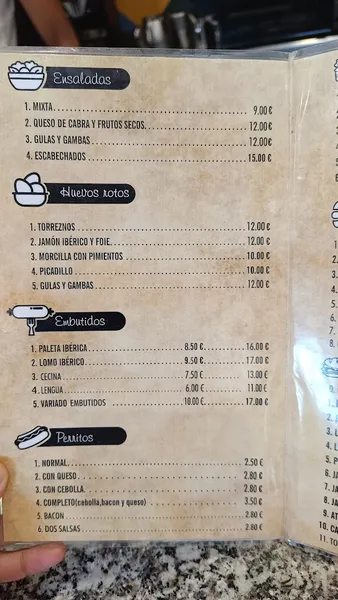 Ensaladas
1. MIXTA 9.00 €
2. QUESO DE CABRA Y FRUTOS SECOS. 12.00€
3. GULAS Y GAMBAS 12.00€
4. ESCABECHADOS 15.00 €
Huevos rotos
1. TORREZNOS 12.00 €
2. JAMÓN IBÉRICO Y FOIE. 12.00 €
3. MORCILLA CON PIMIENTOS 10.00 €
4. PICADILLO 10.00 €
5. GULAS Y GAMBAS 12.00 €
Embutidos
1. PALETA IBÉRICA 8.50 € 16.00 €
2. LOMO IBÉRICO 9.50 € 17.00 €
3. CECINA 7.50 € 13.00 €
4. LENGUA 6.00 € 11.00 €
5. VARIADO EMBUTIDOS 10.00 € 17.00 €
Perritos
1. NORMAL 2.50 €
2. CON QUESO 2.80 €
3. CON CEBOLLA 2.80 €
4. COMPLETO(cebolla,bacon y queso) 3.50 €
5. BACON 2.80 €
6. DOS SALSAS 2.80 €